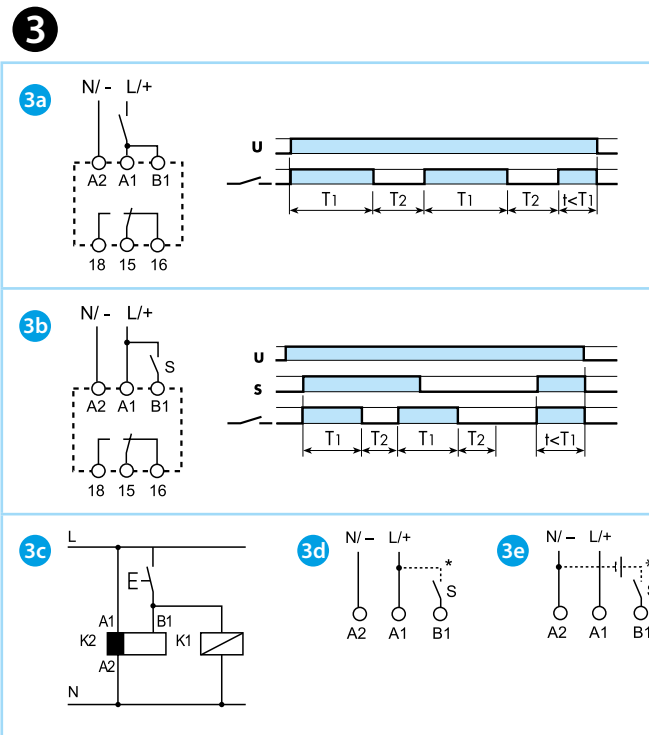 3
3a
N/ - L/+
A2 A1 B1
18 15 16
U
T1 T2 T1 T2 t<T1
3b
N/ - L/+
S
A2 A1 B1
18 15 16
U
S
T1 T2 T1 T2 t<T1
3c
L
E
A1 B1
K2 K1
A2
N
3d
N/ – L/+
*
S
A2 A1 B1
3e
N/ – L/+
*
S
A2 A1 B1